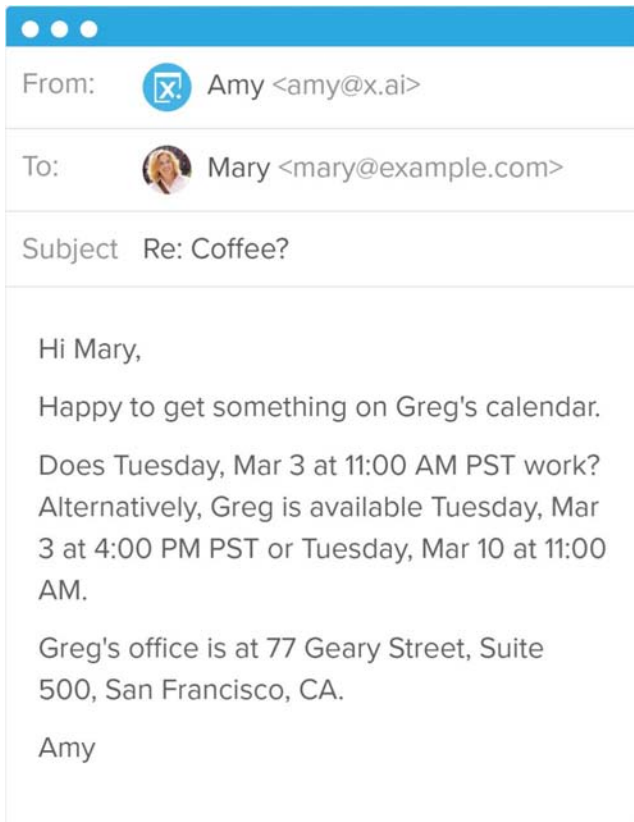 From: Amy <amy@x.ai>
To: Mary <mary@example.com>
Subject Re: Coffee?
Hi Mary,
Happy to get something on Greg's calendar.
Does Tuesday, Mar 3 at 11:00 AM PST work?
Alternatively, Greg is available Tuesday, Mar
3 at 4:00 PM PST or Tuesday, Mar 10 at 11:00
AM.
Greg's office is at 77 Geary Street, Suite
500, San Francisco, CA.
Amy